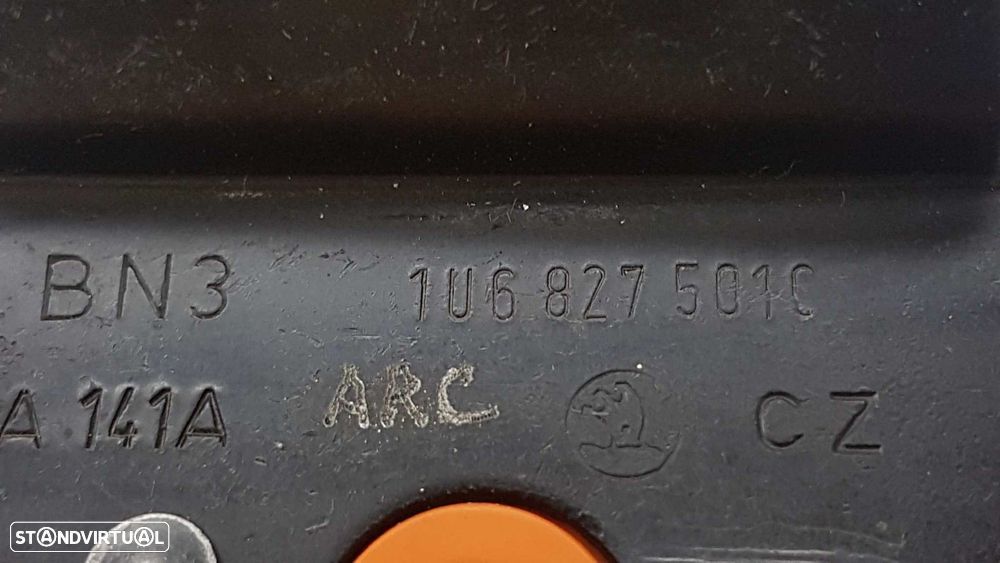 BN3 1U6 827 501C
A 141A ARC CZ
STANDVIRTUAL